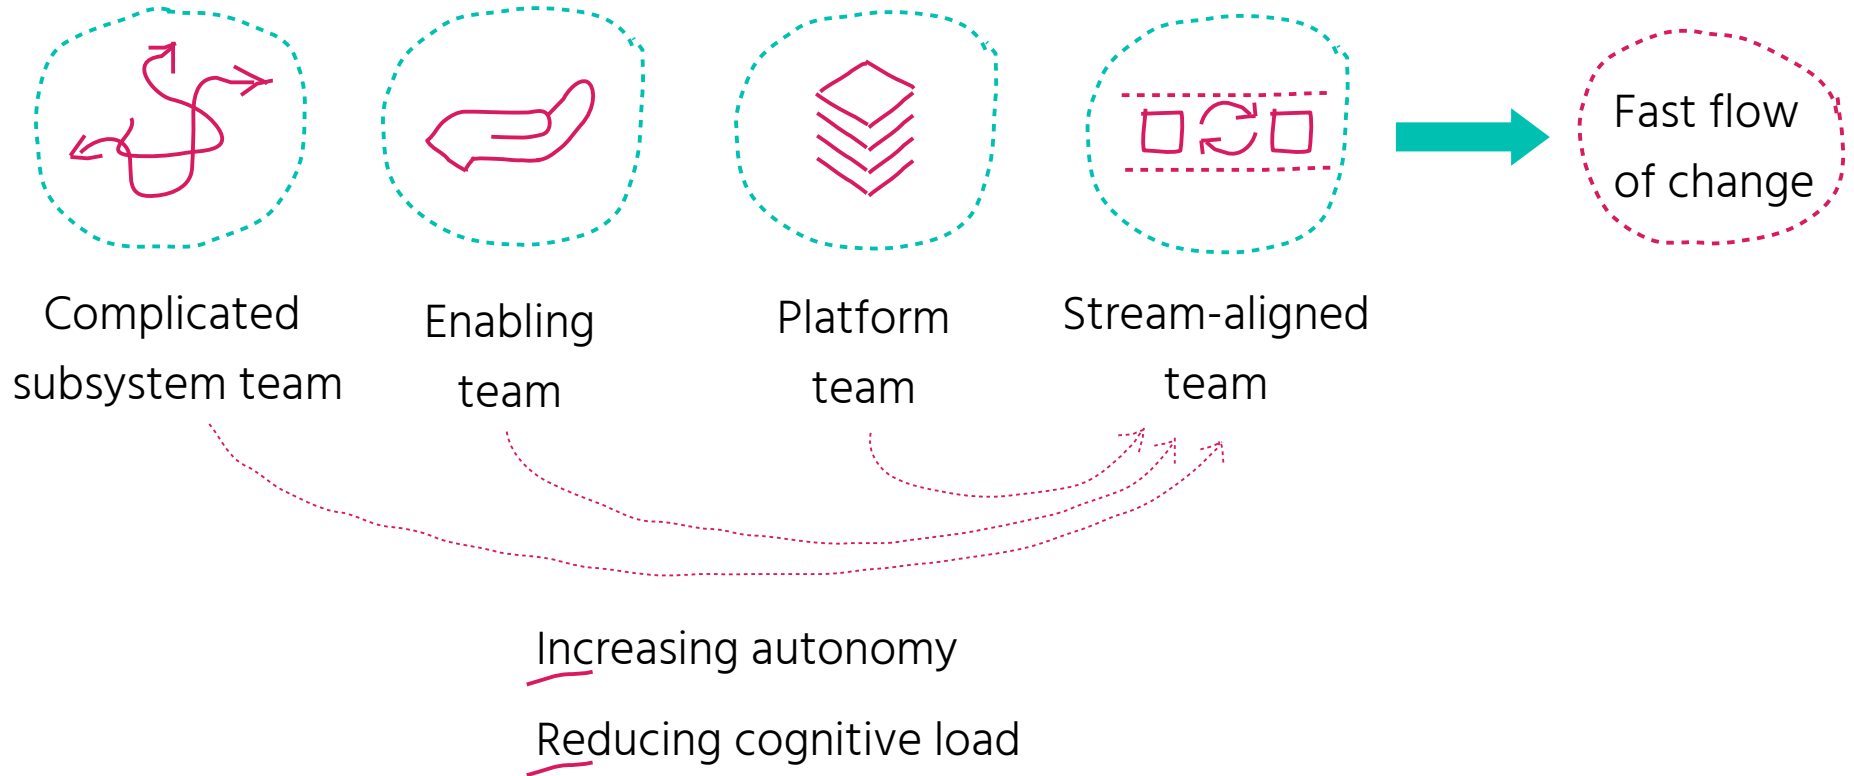 Fast flow
of change
Complicated
subsystem team
Enabling
team
Platform
team
Stream-aligned
team
Increasing autonomy
Reducing cognitive load